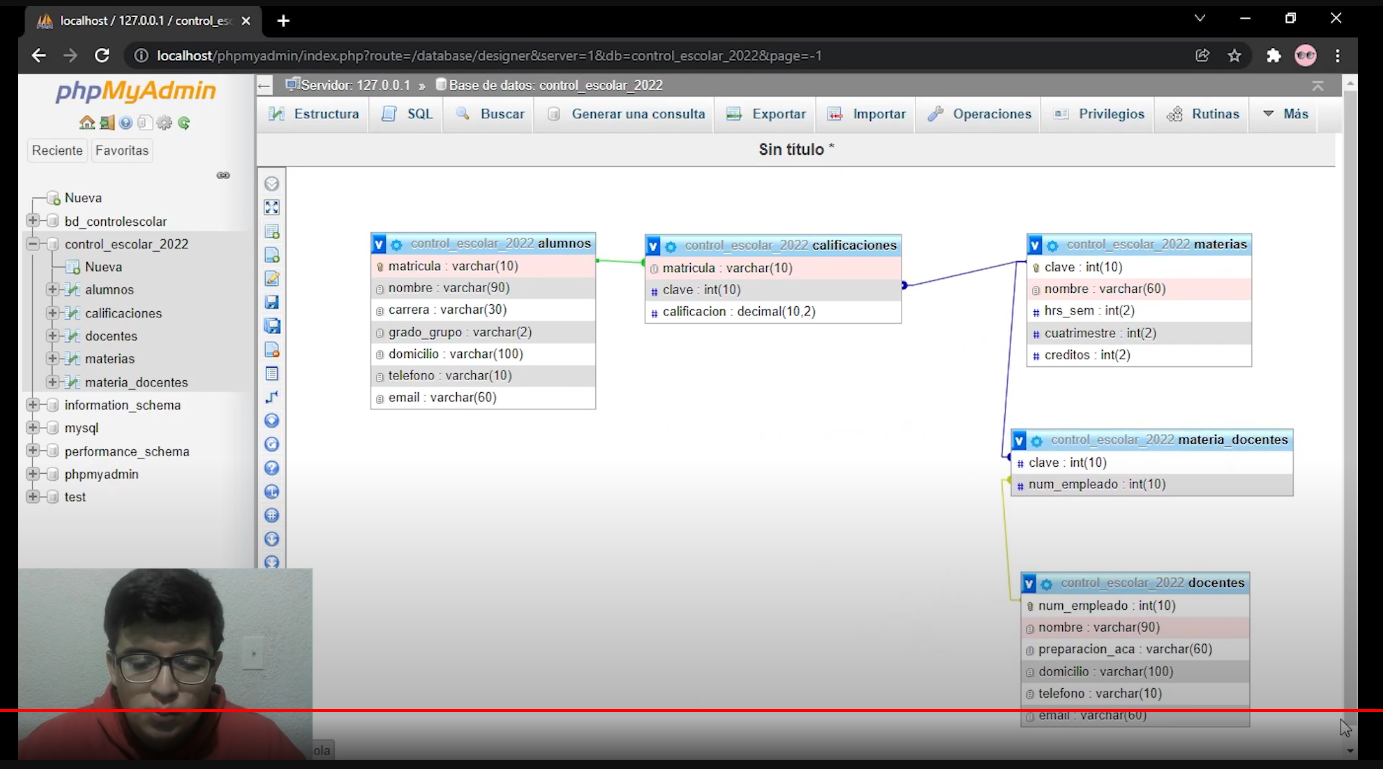 localhost / 127.0.0.1 / control_esc
localhost/phpmyadmin/index.php?route=/database/designer&server=1&db=control_escolar_2022&page=-1
phpMyAdmin
Reciente
Favoritas
Nueva
bd_controlescolar
control_escolar_2022
Nueva
alumnos
calificaciones
docentes
materias
materia_docentes
information_schema
mysql
performance_schema
phpmyadmin
test
Servidor: 127.0.0.1 » Base de datos: control_escolar_2022
Estructura SQL Buscar Generar una consulta Exportar Importar Operaciones Privilegios Rutinas Más
Sin título *
control_escolar_2022 alumnos
matricula : varchar(10)
nombre : varchar(90)
carrera : varchar(30)
grado_grupo : varchar(2)
domicilio : varchar(100)
telefono : varchar(10)
email : varchar(60)
control_escolar_2022 calificaciones
matricula : varchar(10)
clave : int(10)
calificacion : decimal(10,2)
control_escolar_2022 materias
clave : int(10)
nombre : varchar(60)
hrs_sem : int(2)
cuatrimestre : int(2)
creditos : int(2)
control_escolar_2022 materia_docentes
clave : int(10)
num_empleado : int(10)
control_escolar_2022 docentes
num_empleado : int(10)
nombre : varchar(90)
preparacion_aca : varchar(60)
domicilio : varchar(100)
telefono : varchar(10)
email : varchar(60)
ola